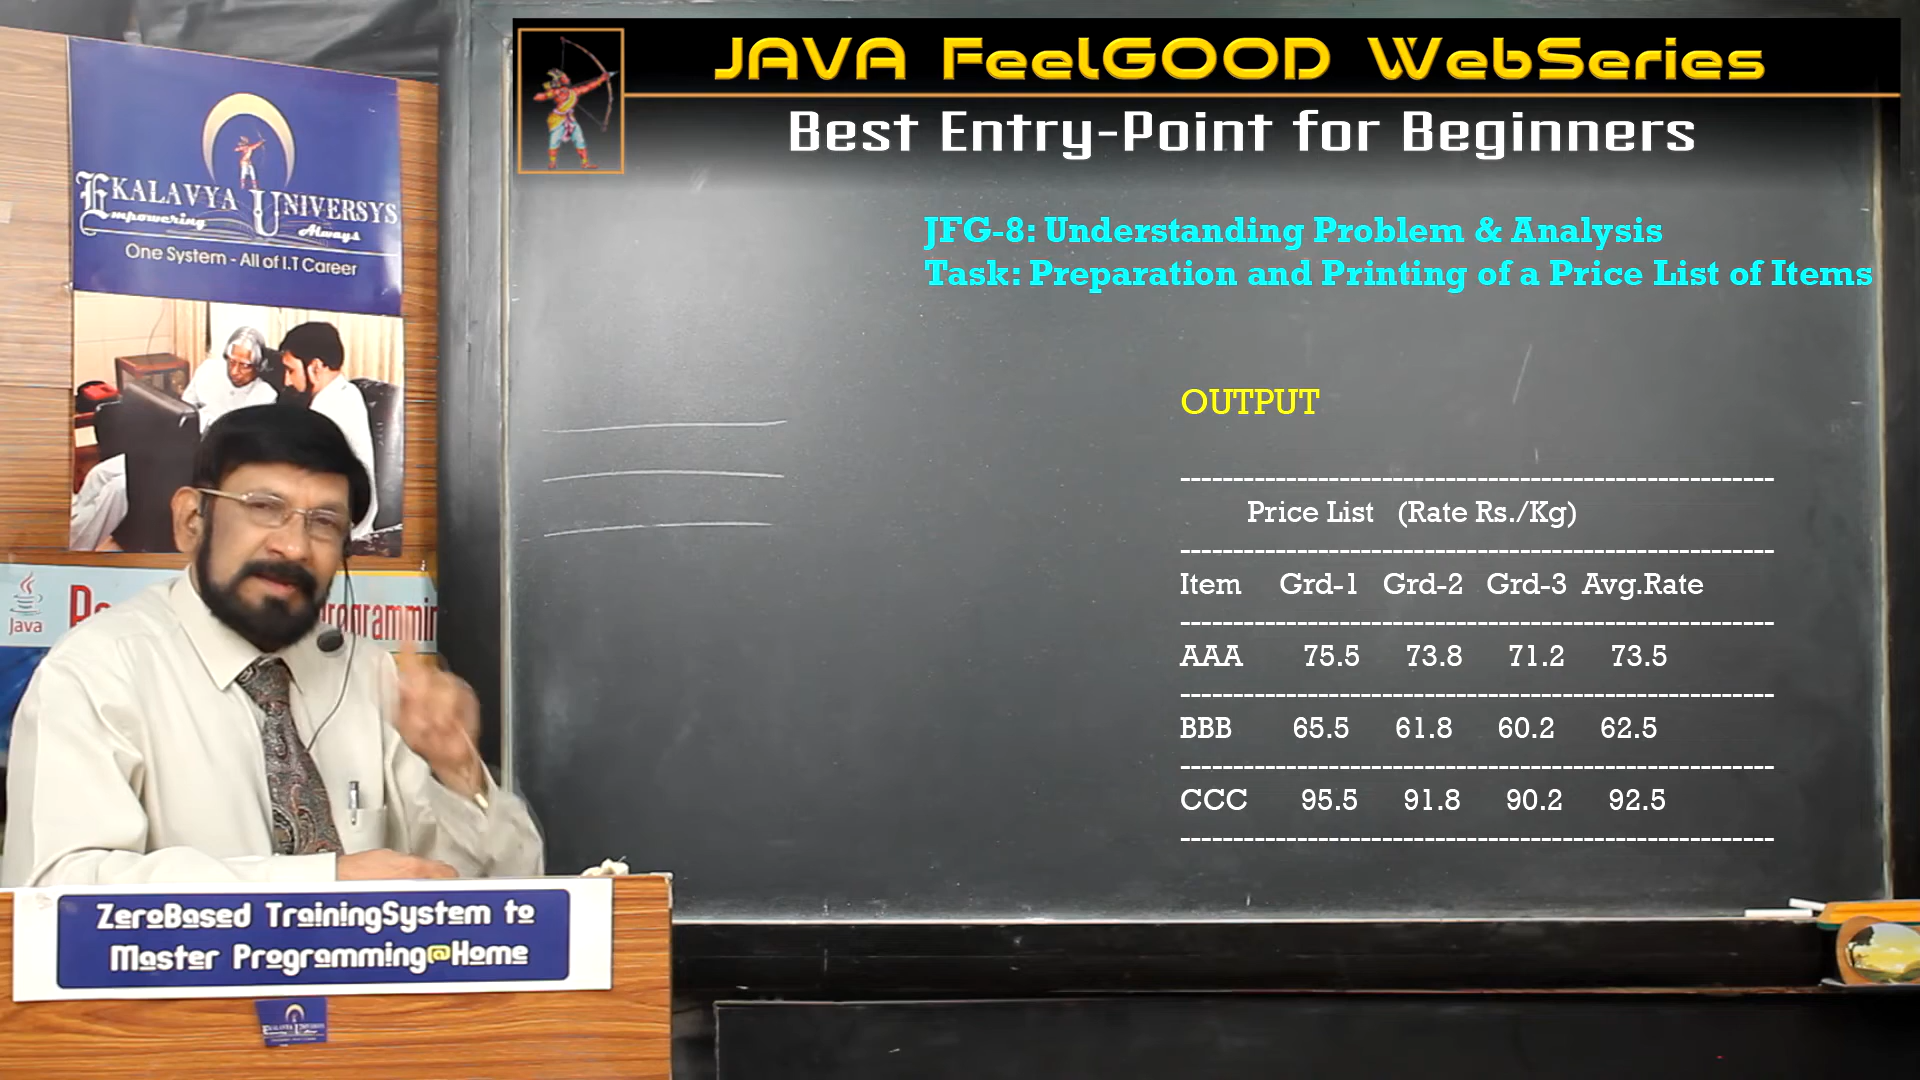 JAVA FeelGOOD WebSeries
Best Entry-Point for Beginners
JFG-8: Understanding Problem & Analysis
Task: Preparation and Printing of a Price List of Items
OUTPUT
--------------------------------------------------------
Price List (Rate Rs./Kg)
--------------------------------------------------------
Item Grd-1 Grd-2 Grd-3 Avg.Rate
--------------------------------------------------------
AAA 75.5 73.8 71.2 73.5
--------------------------------------------------------
BBB 65.5 61.8 60.2 62.5
--------------------------------------------------------
CCC 95.5 91.8 90.2 92.5
--------------------------------------------------------
EKALAVYA UNIVERSYS
Empowering Always
One System - All of I.T Career
Java
ZeroBased TrainingSystem to
Master Programming@Home